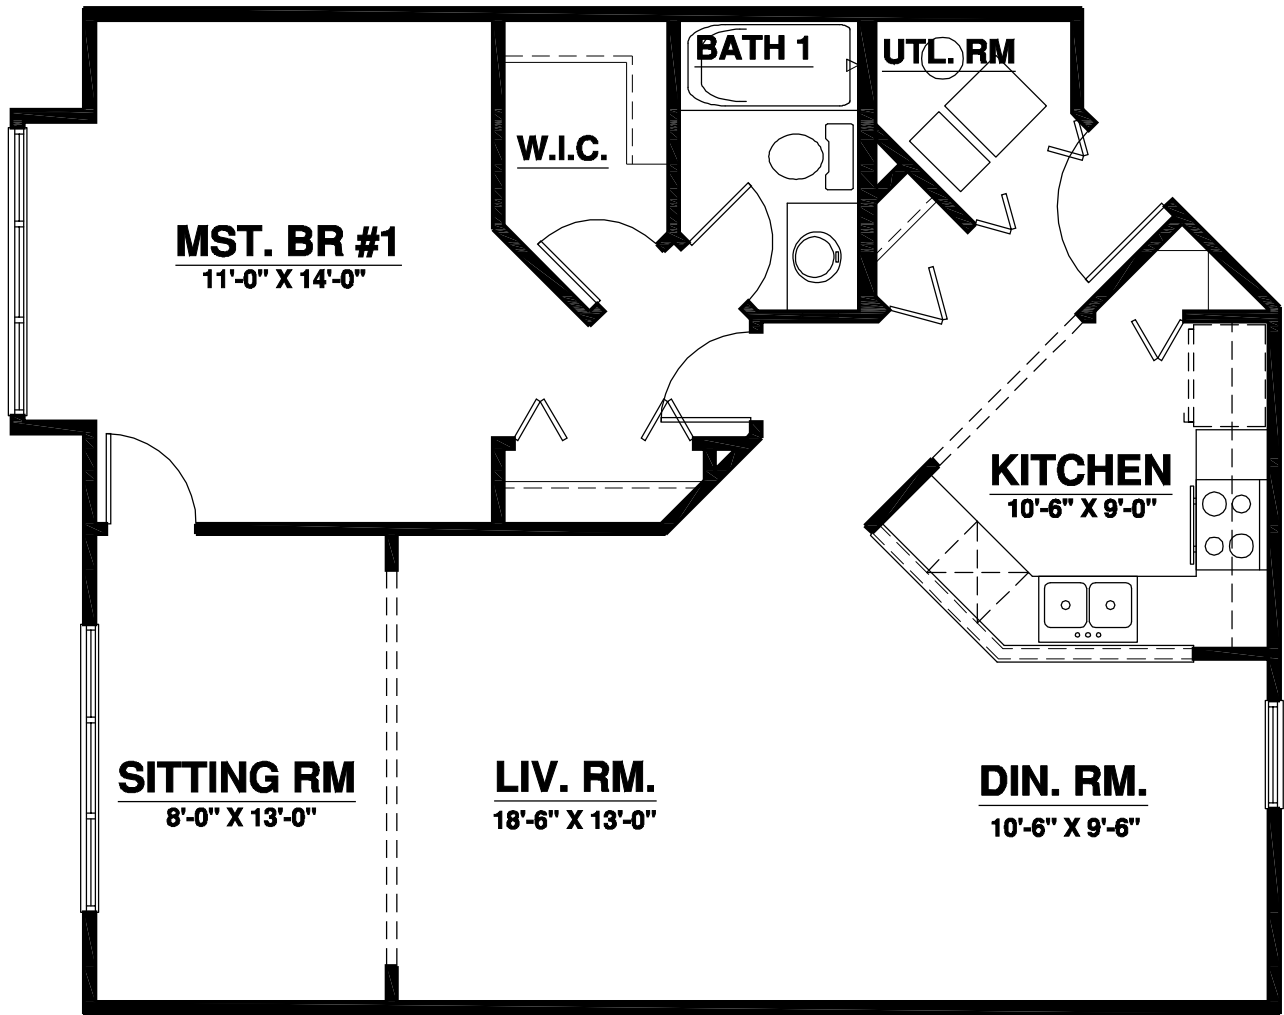 BATH 1
UTL. RM
W.I.C.
MST. BR #1
11'-0" X 14'-0"
KITCHEN
10'-6" X 9'-0"
SITTING RM
8'-0" X 13'-0"
LIV. RM.
18'-6" X 13'-0"
DIN. RM.
10'-6" X 9'-6"